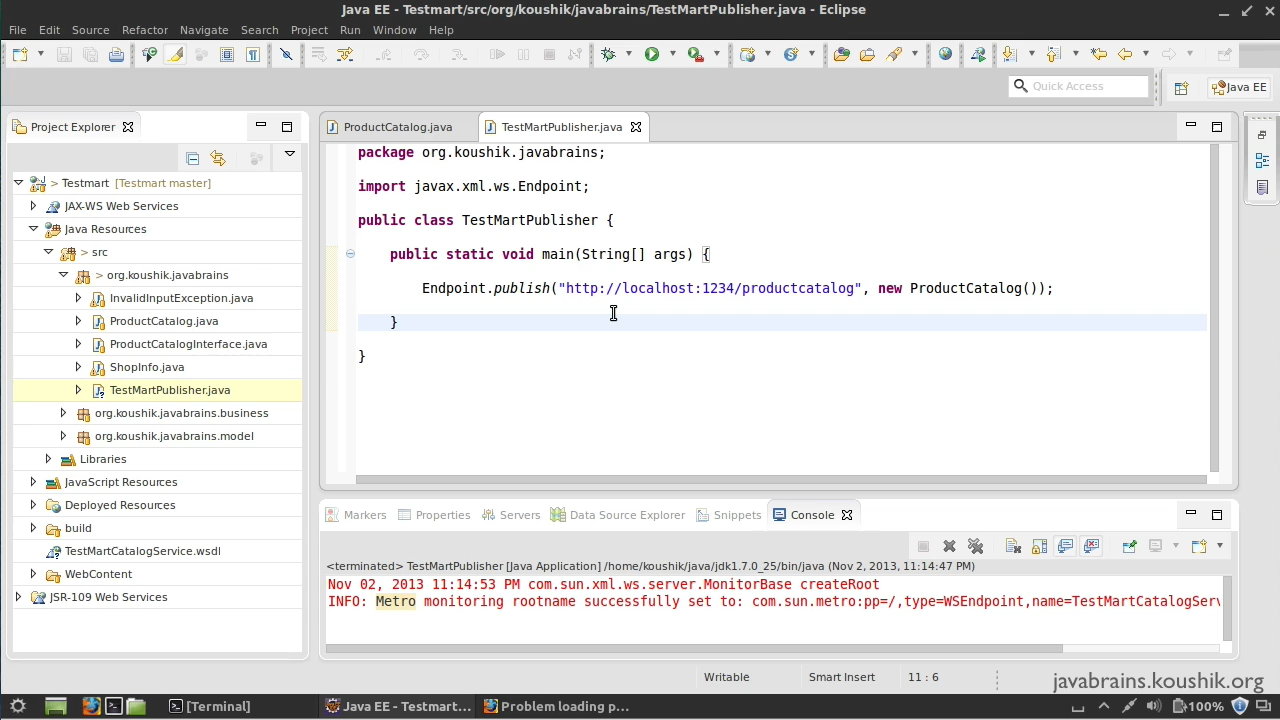 Java EE - Testmart/src/org/koushik/javabrains/TestMartPublisher.java - Eclipse
File Edit Source Refactor Navigate Search Project Run Window Help
Quick Access
Java EE
Project Explorer
ProductCatalog.java
TestMartPublisher.java
> Testmart [Testmart master]
JAX-WS Web Services
Java Resources
> src
> org.koushik.javabrains
InvalidInputException.java
ProductCatalog.java
ProductCatalogInterface.java
ShopInfo.java
TestMartPublisher.java
org.koushik.javabrains.business
org.koushik.javabrains.model
Libraries
JavaScript Resources
Deployed Resources
build
TestMartCatalogService.wsdl
WebContent
JSR-109 Web Services
package org.koushik.javabrains;
import javax.xml.ws.Endpoint;
public class TestMartPublisher {
public static void main(String[] args) {
Endpoint.publish("http://localhost:1234/productcatalog", new ProductCatalog());
}
}
Markers Properties Servers Data Source Explorer Snippets Console
<terminated> TestMartPublisher [Java Application] /home/koushik/java/jdk1.7.0_25/bin/java (Nov 2, 2013, 11:14:47 PM)
Nov 02, 2013 11:14:53 PM com.sun.xml.ws.server.MonitorBase createRoot
INFO: Metro monitoring rootname successfully set to: com.sun.metro:pp=/,type=WSEndpoint,name=TestMartCatalogServ
Writable
Smart Insert
11 : 6
javabrains.koushik.org
[Terminal]
Java EE - Testmart...
Problem loading p...
100%